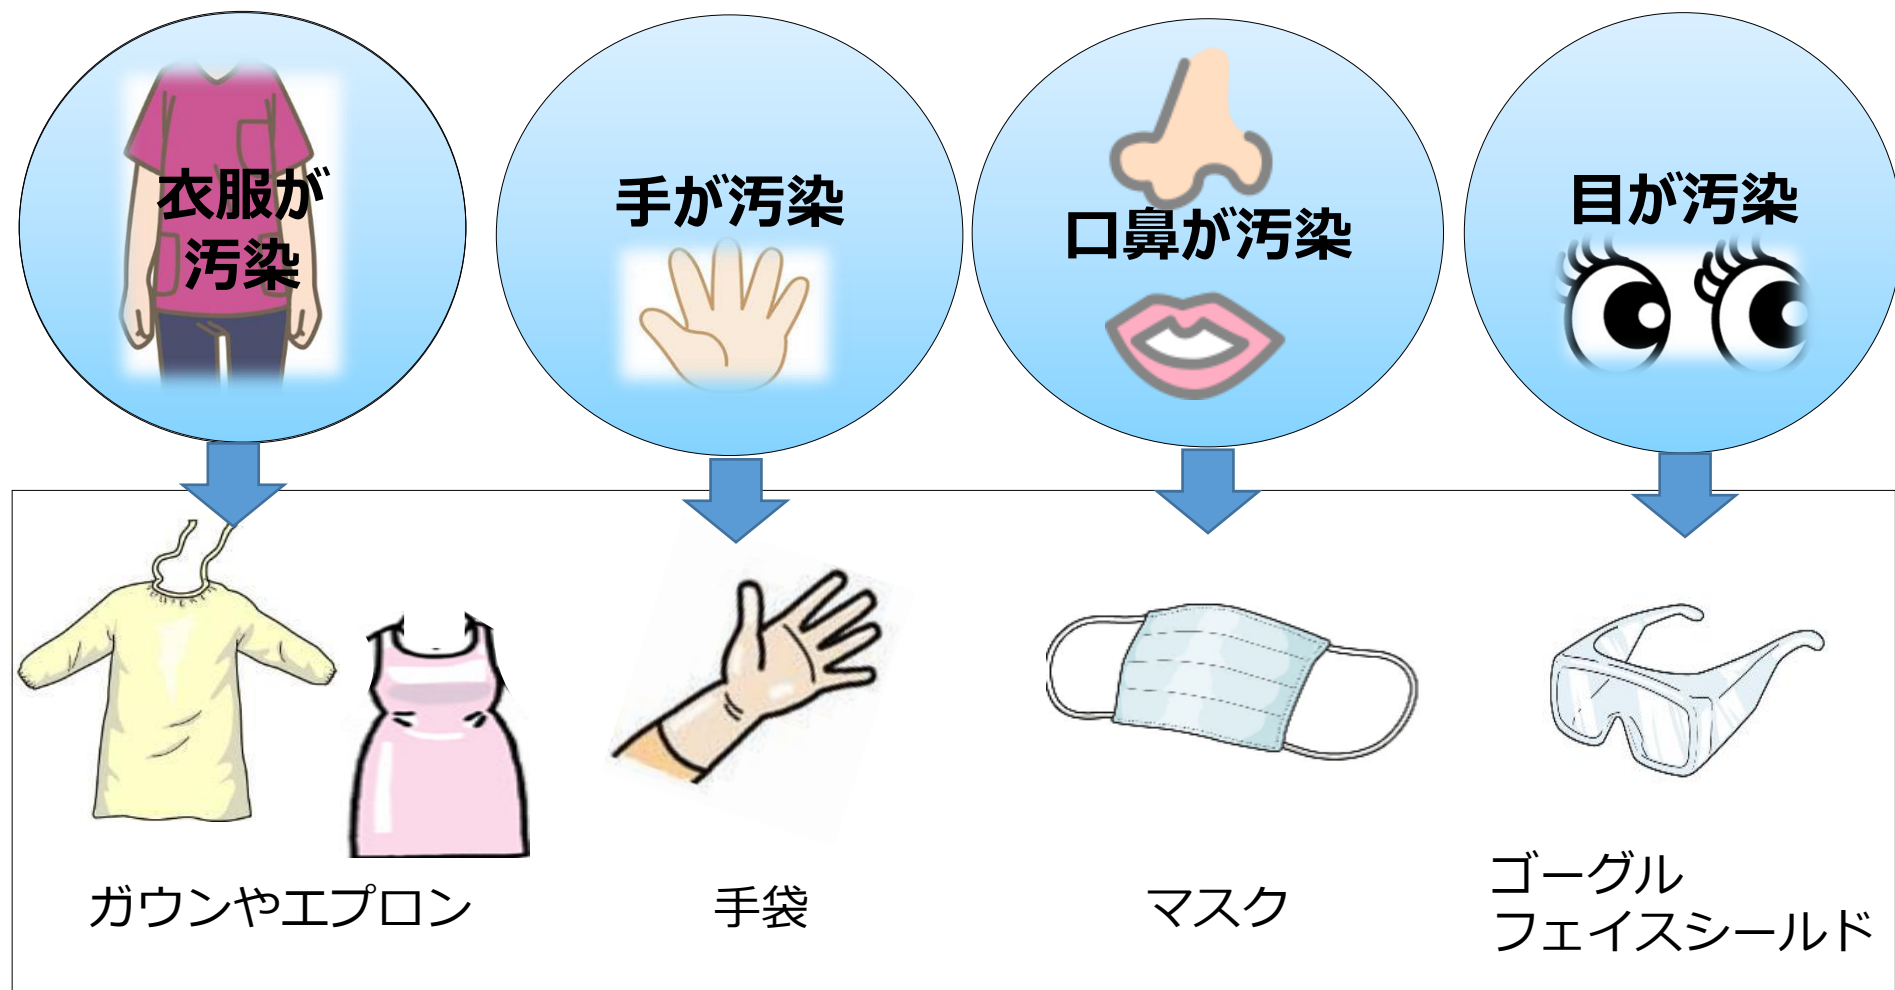 衣服が
汚染
手が汚染
口鼻が汚染
目が汚染
ガウンやエプロン
手袋
マスク
ゴーグル
フェイスシールド